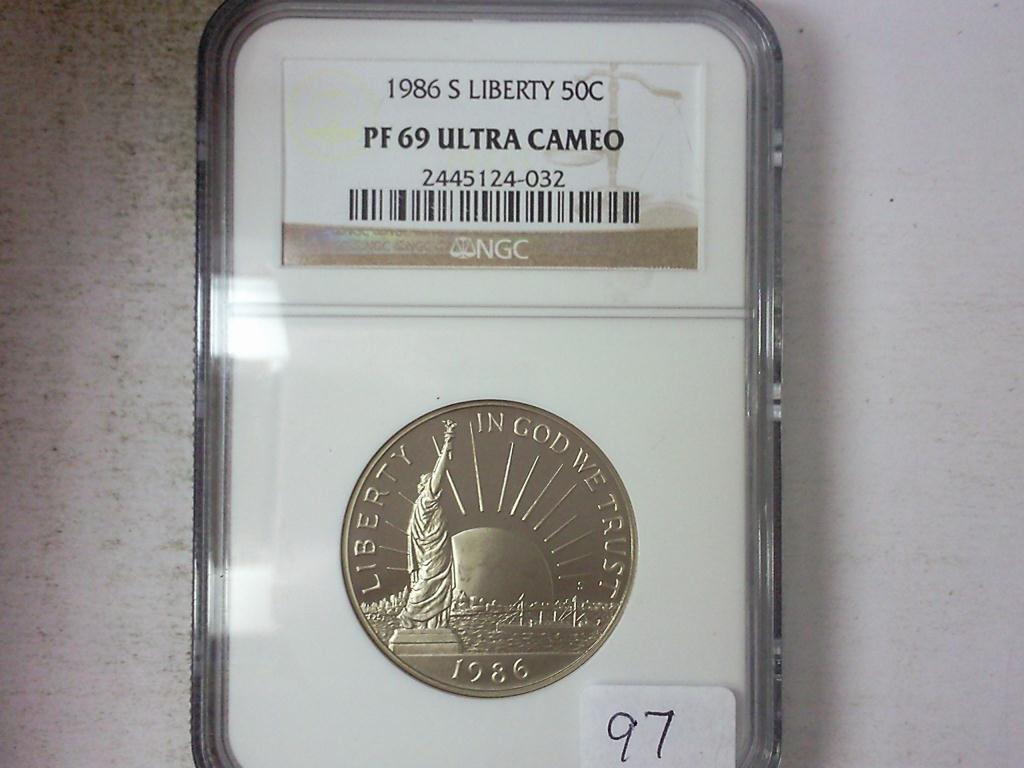 1986 S LIBERTY 50C
PF 69 ULTRA CAMEO
2445124-032
NGC
LIBERTY
IN GOD WE TRUST
S
1986
97